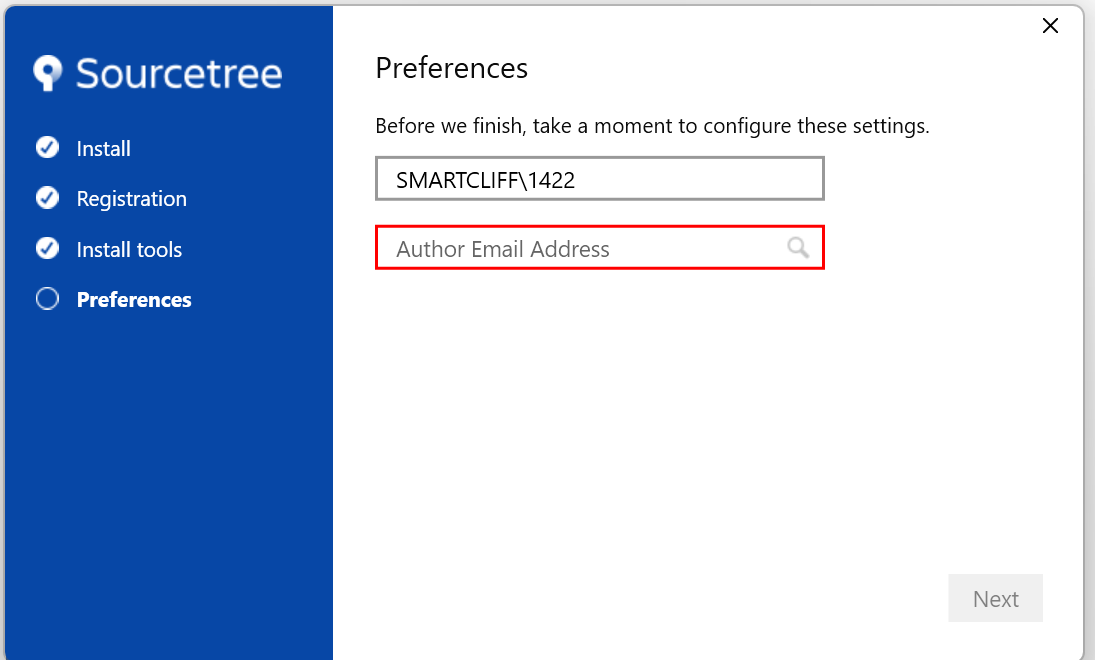 Sourcetree
Install
Registration
Install tools
Preferences
Preferences
Before we finish, take a moment to configure these settings.
SMARTCLIFF\1422
Author Email Address
Next